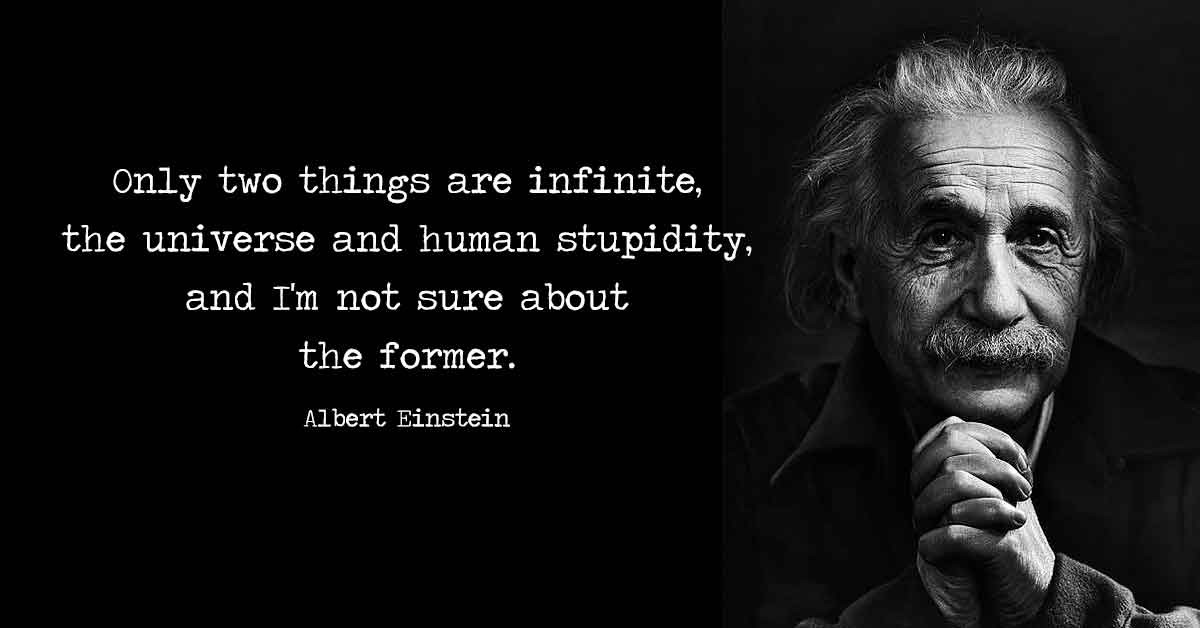 Only two things are infinite,
the universe and human stupidity,
and I'm not sure about
the former.
Albert Einstein